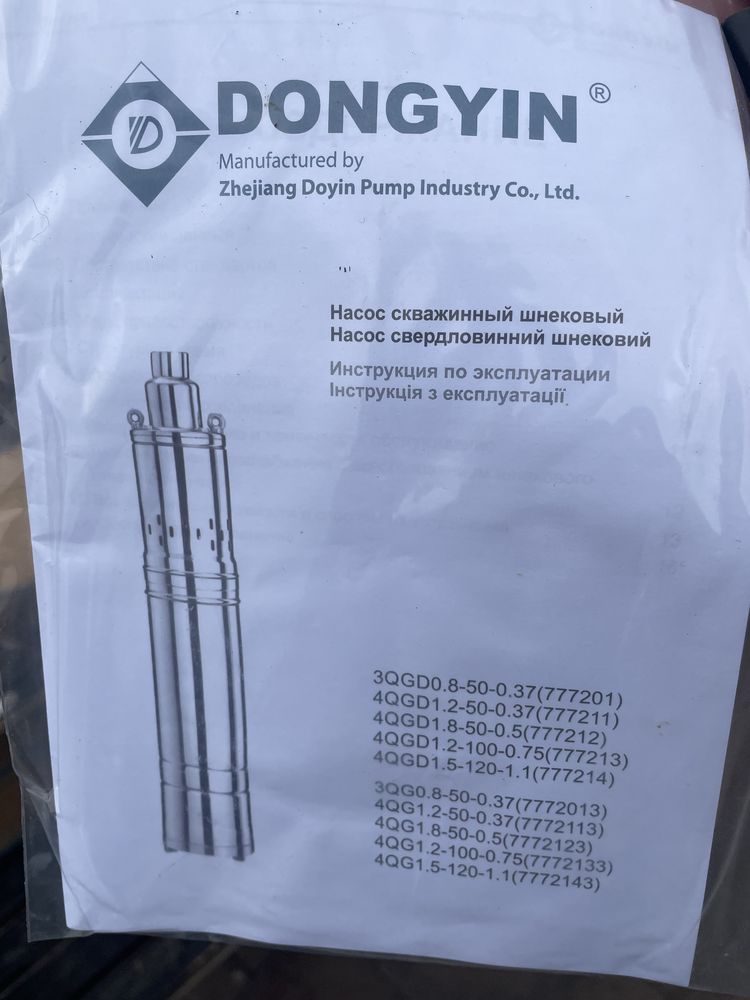 DONGYIN®
Manufactured by
Zhejiang Doyin Pump Industry Co., Ltd.
Насос скважинный шнековый
Насос свердловинний шнековий
Инструкция по эксплуатации
Інструкція з експлуатації
3QGD0.8-50-0.37(777201)
4QGD1.2-50-0.37(777211)
4QGD1.8-50-0.5(777212)
4QGD1.2-100-0.75(777213)
4QGD1.5-120-1.1(777214)
3QG0.8-50-0.37(7772013)
4QG1.2-50-0.37(7772113)
4QG1.8-50-0.5(7772123)
4QG1.2-100-0.75(7772133)
4QG1.5-120-1.1(7772143)